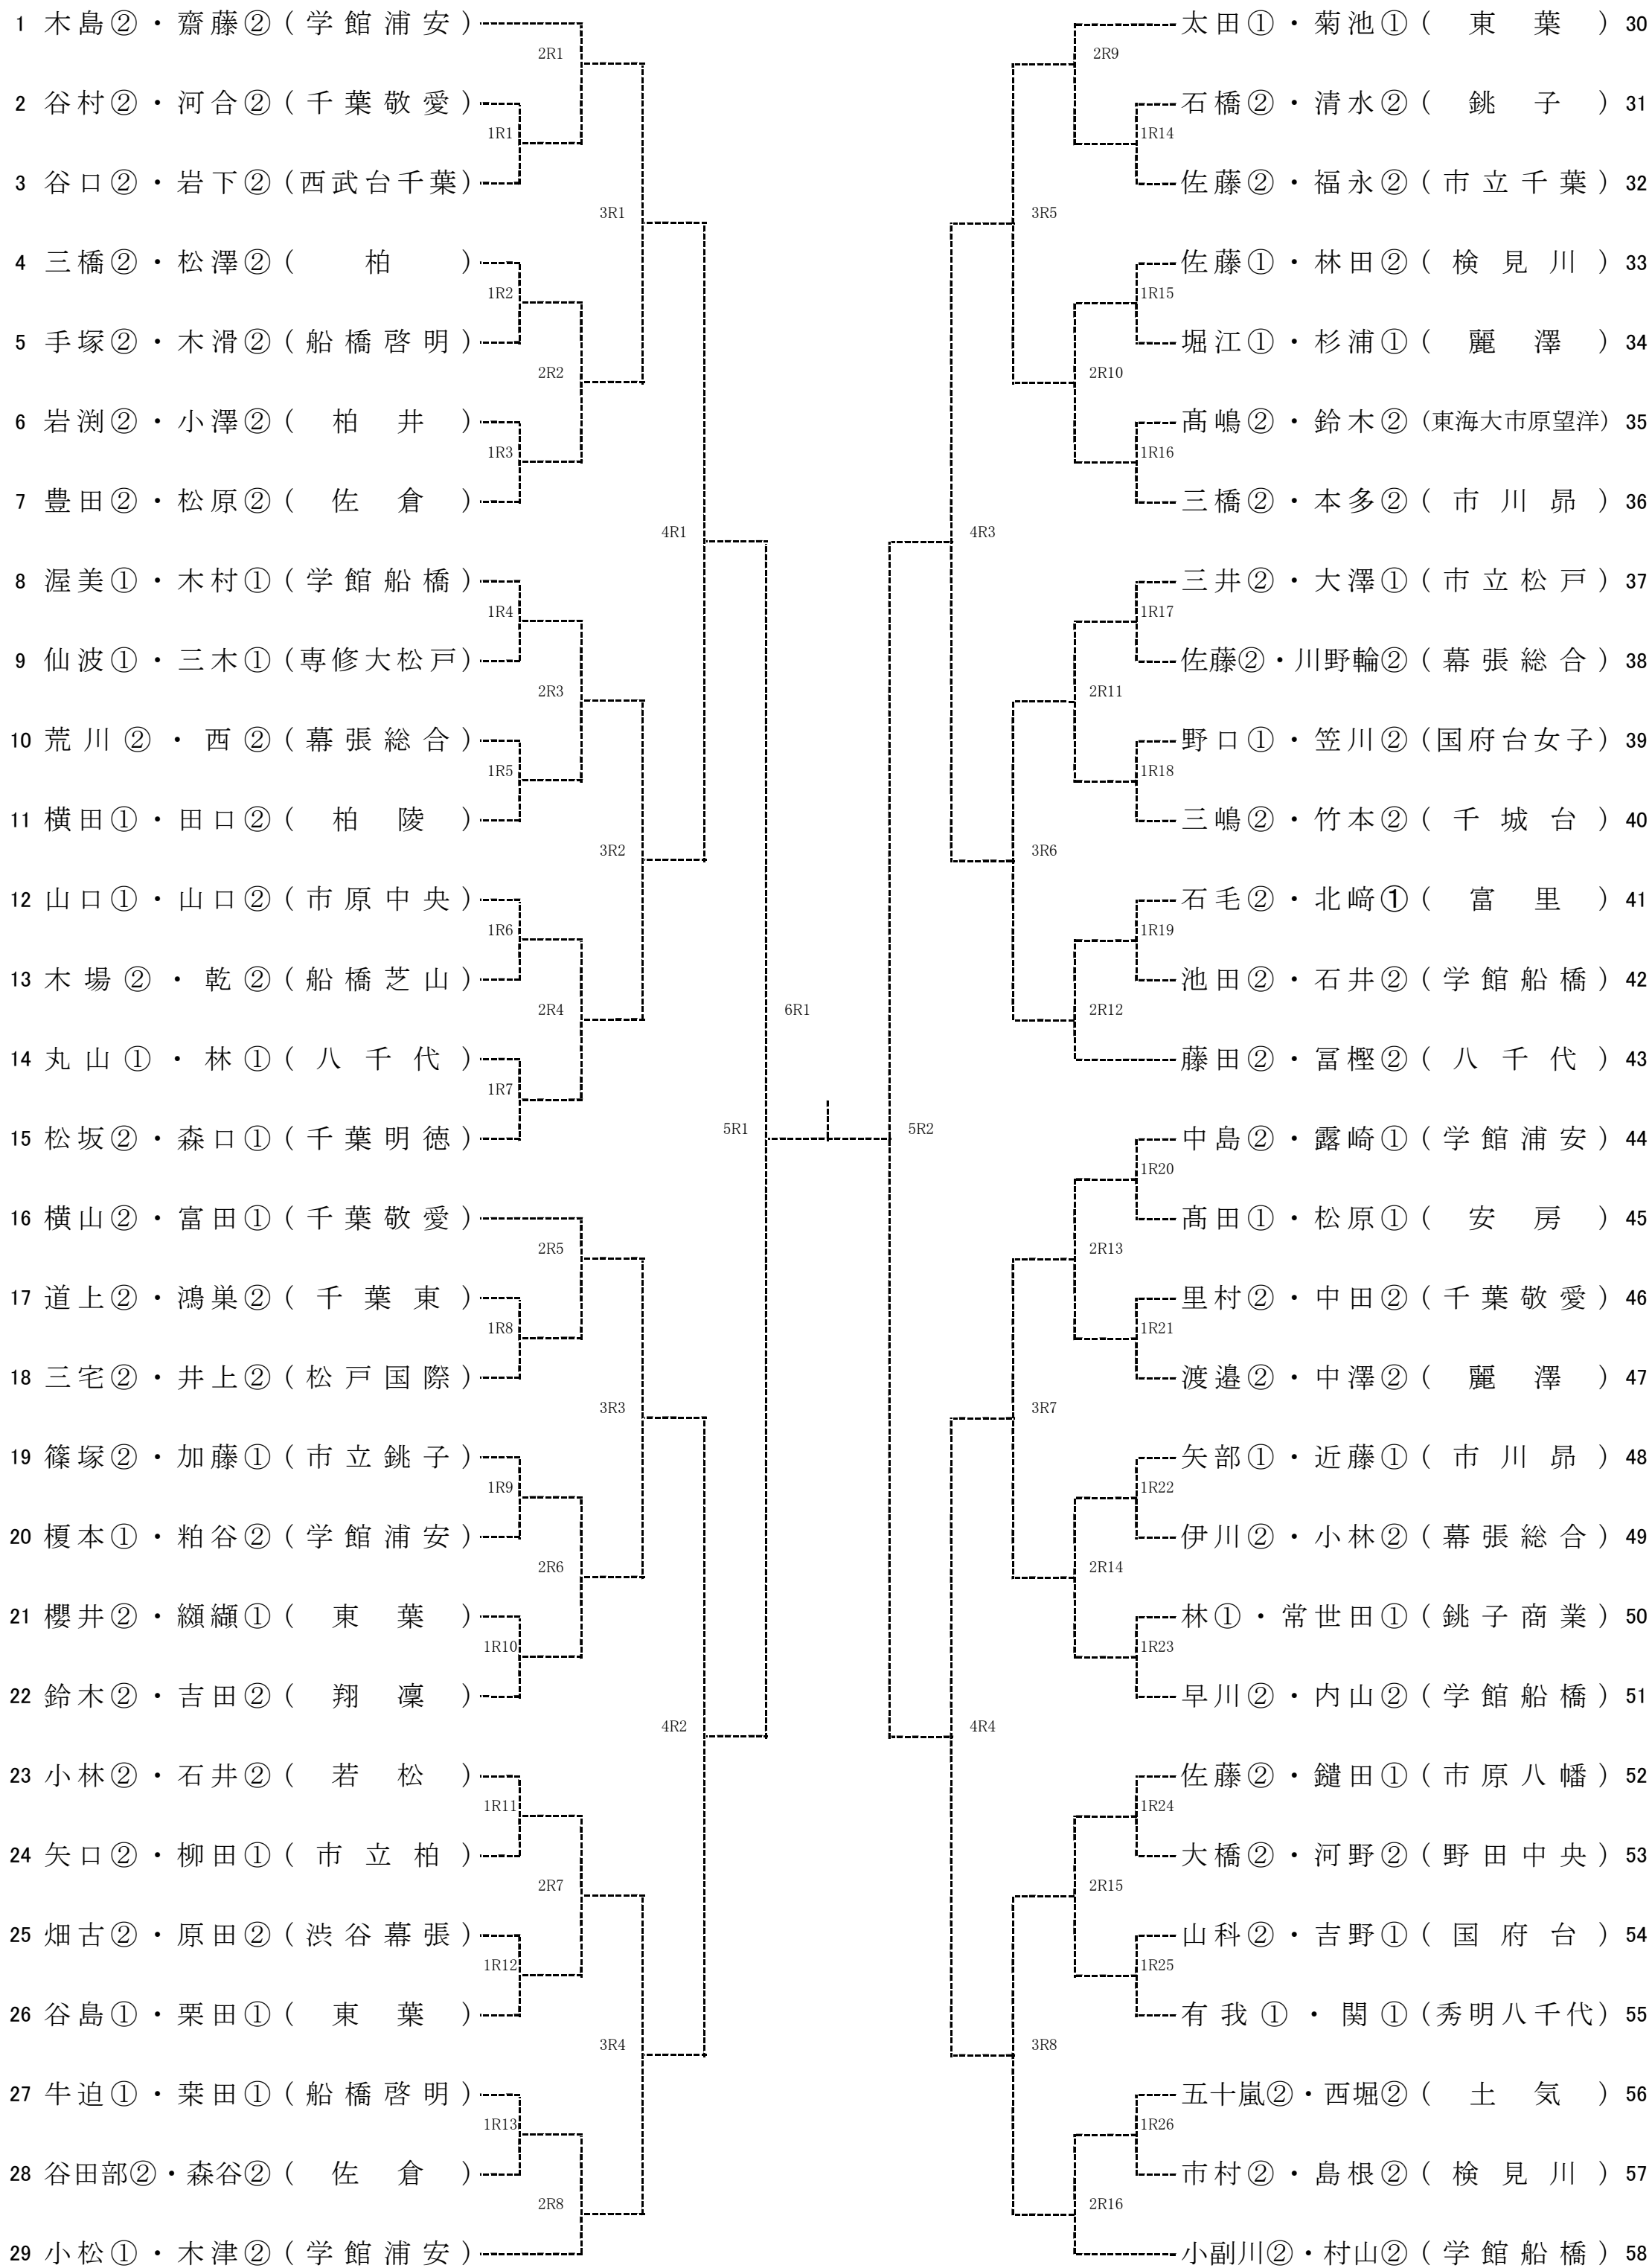 1 木島②・齋藤②(学館浦安)
2R1
2 谷村②・河合②(千葉敬愛)
1R1
3 谷口②・岩下②(西武台千葉)
3R1
4 三橋②・松澤②(柏)
1R2
5 手塚②・木滑②(船橋啓明)
2R2
6 岩渕②・小澤②(柏井)
1R3
7 豊田②・松原②(佐倉)
4R1
8 渥美①・木村①(学館船橋)
1R4
9 仙波①・三木①(専修大松戸)
2R3
10 荒川②・西②(幕張総合)
1R5
11 横田①・田口②(柏陵)
3R2
12 山口①・山口②(市原中央)
1R6
13 木場②・乾②(船橋芝山)
2R4
6R1
14 丸山①・林①(八千代)
1R7
15 松坂②・森口①(千葉明徳)
5R1
16 横山②・富田①(千葉敬愛)
2R5
17 道上②・鴻巣②(千葉東)
1R8
18 三宅②・井上②(松戸国際)
3R3
19 篠塚②・加藤①(市立銚子)
1R9
20 榎本①・粕谷②(学館浦安)
2R6
21 櫻井②・纐纈①(東葉)
1R10
22 鈴木②・吉田②(翔凜)
4R2
23 小林②・石井②(若松)
1R11
24 矢口②・柳田①(市立柏)
2R7
25 畑古②・原田②(渋谷幕張)
1R12
26 谷島①・栗田①(東葉)
3R4
27 牛迫①・栞田①(船橋啓明)
1R13
28 谷田部②・森谷②(佐倉)
2R8
29 小松①・木津②(学館浦安)
太田①・菊池①(東葉) 30
2R9
石橋②・清水②(銚子) 31
1R14
佐藤②・福永②(市立千葉) 32
3R5
佐藤①・林田②(検見川) 33
1R15
堀江①・杉浦①(麗澤) 34
2R10
髙嶋②・鈴木②(東海大市原望洋) 35
1R16
三橋②・本多②(市川昴) 36
4R3
三井②・大澤①(市立松戸) 37
1R17
佐藤②・川野輪②(幕張総合) 38
2R11
野口①・笠川②(国府台女子) 39
1R18
三嶋②・竹本②(千城台) 40
3R6
石毛②・北﨑①(富里) 41
1R19
池田②・石井②(学館船橋) 42
2R12
藤田②・冨樫②(八千代) 43
5R2
中島②・露崎①(学館浦安) 44
1R20
髙田①・松原①(安房) 45
2R13
里村②・中田②(千葉敬愛) 46
1R21
渡邉②・中澤②(麗澤) 47
3R7
矢部①・近藤①(市川昴) 48
1R22
伊川②・小林②(幕張総合) 49
2R14
林①・常世田①(銚子商業) 50
1R23
早川②・内山②(学館船橋) 51
4R4
佐藤②・鑓田①(市原八幡) 52
1R24
大橋②・河野②(野田中央) 53
2R15
山科②・吉野①(国府台) 54
1R25
有我①・関①(秀明八千代) 55
3R8
五十嵐②・西堀②(土気) 56
1R26
市村②・島根②(検見川) 57
2R16
小副川②・村山②(学館船橋) 58